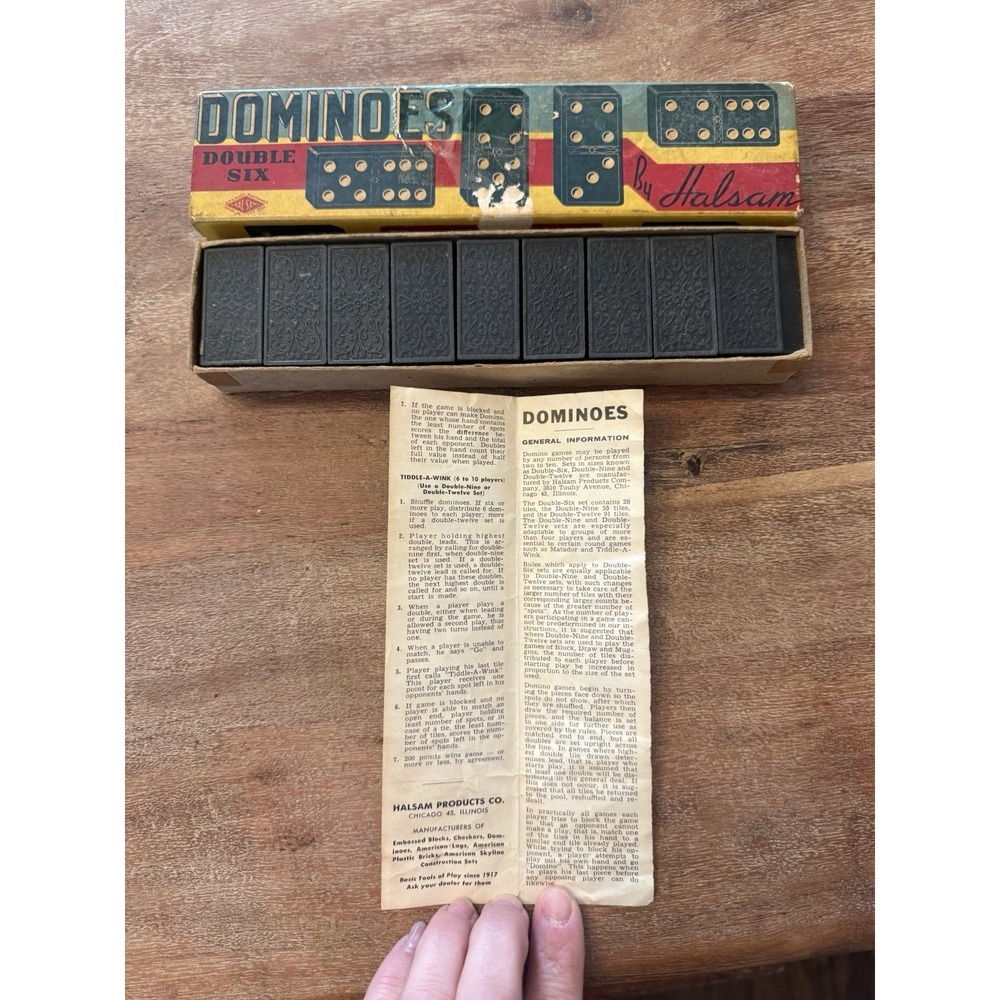 DOMINOES
DOUBLE
SIX
HALSAM
By Halsam
7. If the game is blocked and
no player can make Domino,
the one whose hand contains
the least number of spots
scores the difference be-
tween his hand and the total
of each opponent. Doubles
left in the hand count their
full value instead of half
their value when played.
TIDDLE-A-WINK (6 to 10 players)
(Use a Double-Nine or
Double-Twelve Set)
1. Shuffle dominoes. If six or
more play, distribute 6 dom-
inoes to each player; more
if a double-twelve set is
used.
2. Player holding highest
double, leads. This is ar-
ranged by calling for double-
nine first, when double-nine
set is used. If a double-
twelve set is used, a double-
twelve lead is called for. If
no player has these doubles,
the next highest double is
called for and so on, until a
start is made.
3. When a player plays a
double, either when leading
or during the game, he is
allowed a second play, thus
having two turns instead of
one.
4. When a player is unable to
match, he says "Go" and
passes.
5. Player playing his last tile
first calls "Tiddle-A-Wink"
This player receives one
point for each spot left in his
opponents' hands.
6. If game is blocked and no
player is able to match an
open end, player holding
least number of spots, or in
case of a tie, the least num-
ber of tiles, scores the num-
ber of spots left in the op-
ponents' hands.
7. 200 points wins game — or
more or less, by agreement.
HALSAM PRODUCTS CO.
CHICAGO 45, ILLINOIS
MANUFACTURERS OF
Embossed Blocks, Checkers, Dom-
inoes, American Logs, American
Plastic Bricks, American Skyline
Construction Sets
Basic Tools of Play since 1917
Ask your dealer for them
DOMINOES
GENERAL INFORMATION
Domino games may be played
by any number of persons from
two to ten. Sets in sizes known
as Double-Six, Double-Nine and
Double-Twelve are manufac-
tured by Halsam Products Com-
pany, 3610 Touhy Avenue, Chi-
cago 45, Illinois.
The Double-Six set contains 28
tiles, the Double-Nine 55 tiles,
and the Double-Twelve 91 tiles.
The Double-Nine and Double-
Twelve sets are especially
adaptable to groups of more
than four players and are es-
sential to certain round games
such as Matador and Tiddle-A-
Wink.
Rules which apply to Double-
Six sets are equally applicable
to Double-Nine and Double-
Twelve sets, with such changes
as necessary to take care of the
larger number of tiles with their
corresponding larger counts be-
cause of the greater number of
"spots". As the number of play-
ers participating in a game can-
not be predetermined in our in-
structions, it is suggested that
where Double-Nine and Double-
Twelve sets are used to play the
games of Block, Draw and Mug-
gins, the number of tiles dis-
tributed to each player before
starting play be increased in
proportion to the size of the set
used.
Domino games begin by turn-
ing the pieces face down so the
spots do not show, after which
they are shuffled. Players then
draw the required number of
pieces, and the balance is set
to one side for further use as
covered by the rules. Pieces are
matched end to end, but all
doubles are set upright across
the line. In games where high-
est double tile drawn deter-
mines lead, that is, player who
starts play, it is assumed that
at least one double will be dis-
tributed in the general deal. If
this does not occur, it is sug-
gested that all tiles be returned
to the pool, reshuffled and re-
dealt.
In practically all games each
player tries to block the game
so that an opponent cannot
make a play, that is, match one
of the tiles in his hand to a
similar end tile already played.
While trying to block his op-
ponent, a player attempts to
play out his own hand and go
"Domino". This happens when
he plays his last piece before
any opposing player can do
likewise.